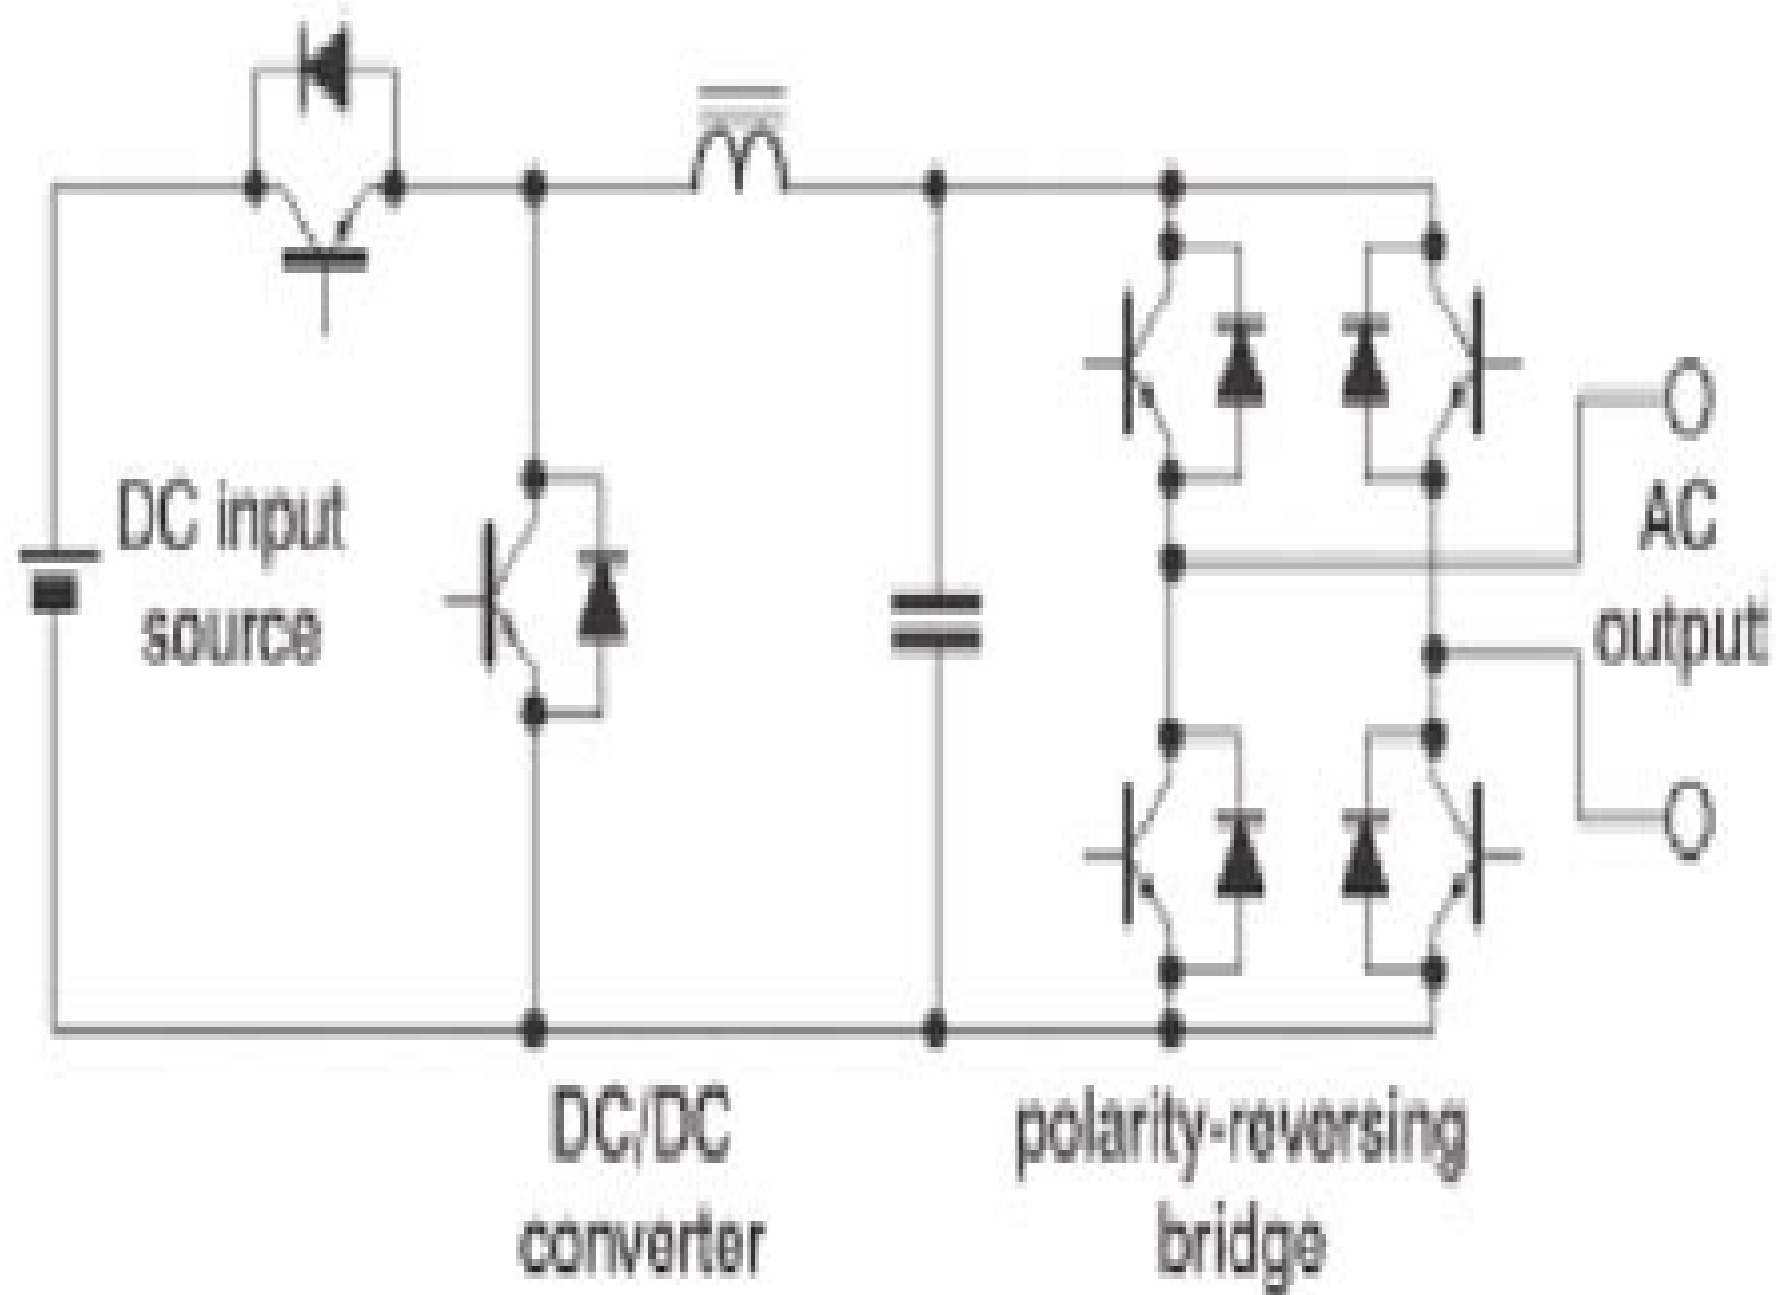 DC input
source
AC
output
DC/DC
converter
polarity-reversing
bridge